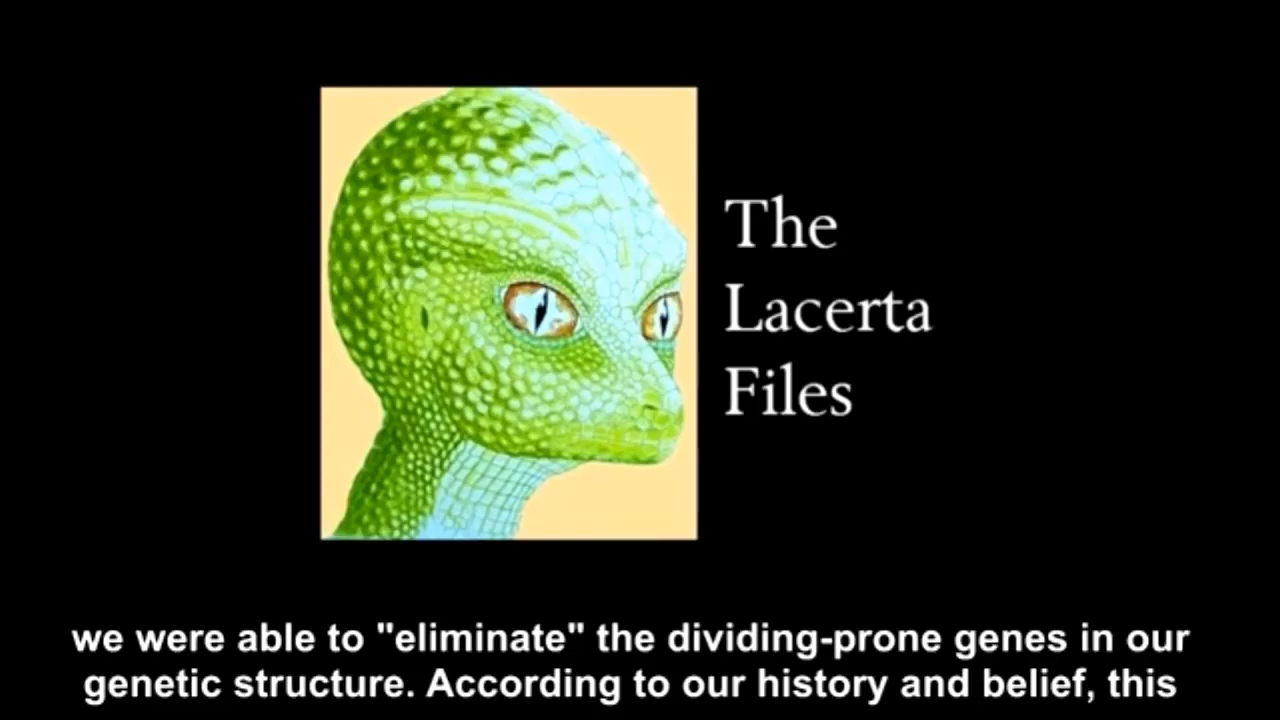 The
Lacerta
Files
we were able to "eliminate" the dividing-prone genes in our
genetic structure. According to our history and belief, this